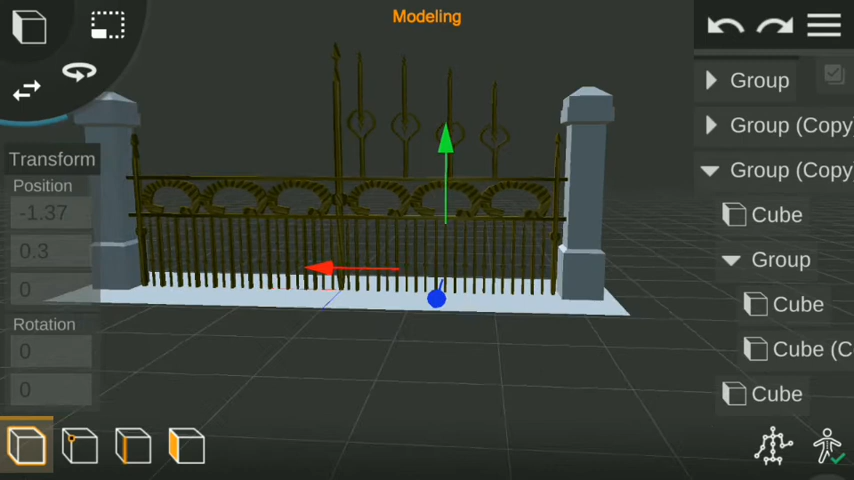 Modeling
Transform
Position
-1.37
0.3
0
Rotation
0
0
Group
Group (Copy
Group (Copy
Cube
Group
Cube
Cube (C
Cube